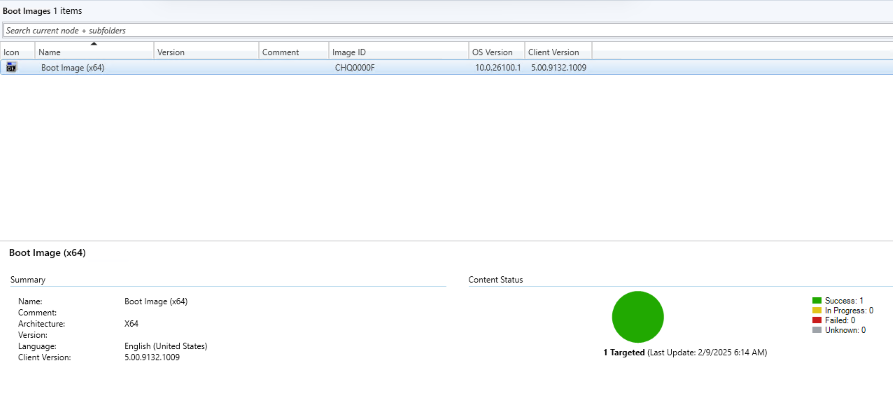 Boot Images 1 items
Search current node + subfolders
Icon Name Version Comment Image ID OS Version Client Version
Boot Image (x64) CHQ0000F 10.0.26100.1 5.00.9132.1009
Boot Image (x64)
Summary
Name: Boot Image (x64)
Comment:
Architecture: X64
Version:
Language: English (United States)
Client Version: 5.00.9132.1009
Content Status
Success: 1
In Progress: 0
Failed: 0
Unknown: 0
1 Targeted (Last Update: 2/9/2025 6:14 AM)